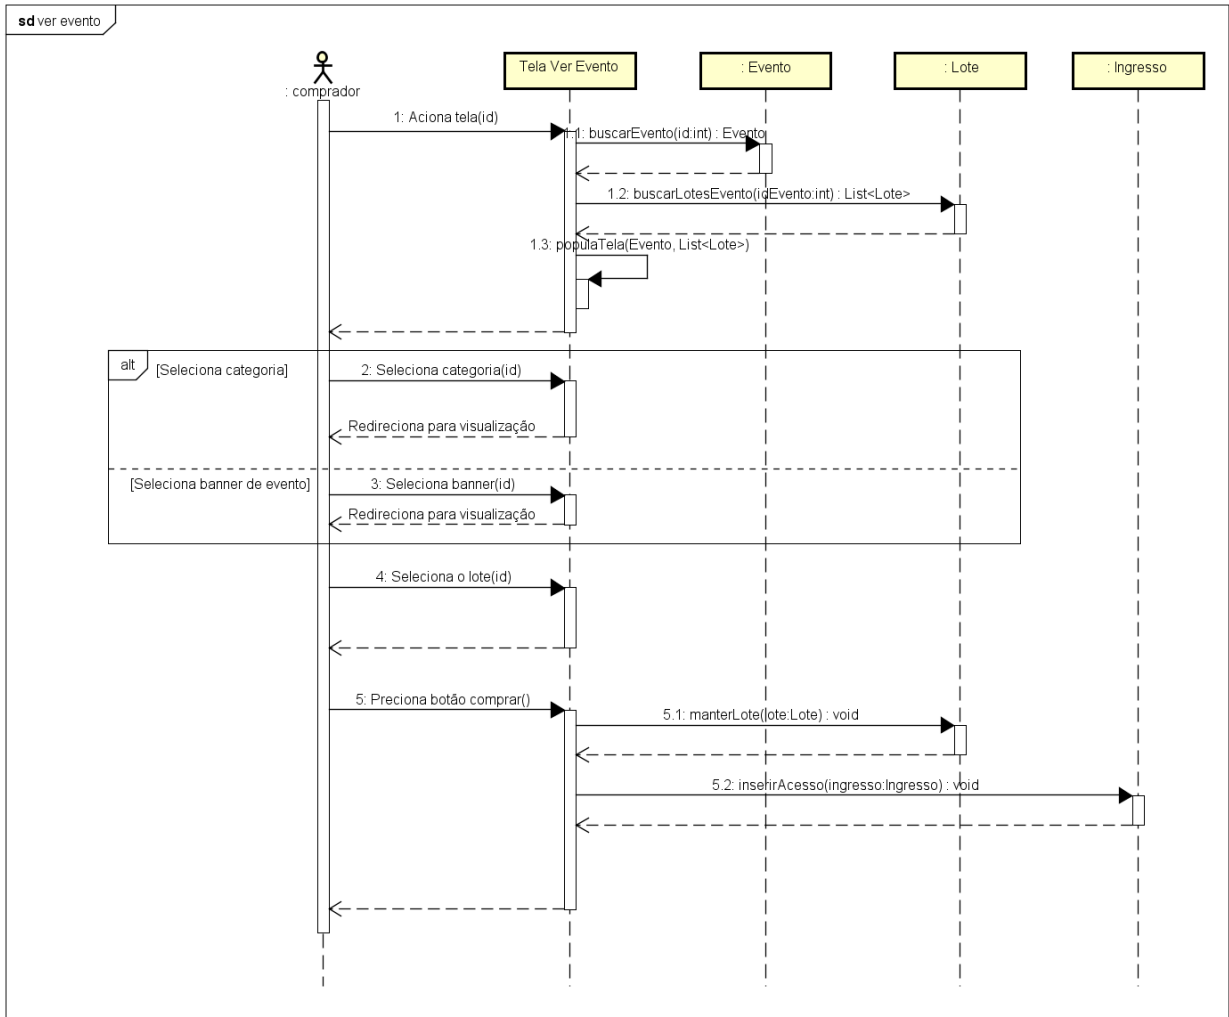 sd ver evento
: comprador
Tela Ver Evento
: Evento
: Lote
: Ingresso
1: Aciona tela(id)
1.1: buscarEvento(id:int) : Evento
1.2: buscarLotesEvento(idEvento:int) : List<Lote>
1.3: populaTela(Evento, List<Lote>)
alt
[Seleciona categoria]
2: Seleciona categoria(id)
Redireciona para visualização
[Seleciona banner de evento]
3: Seleciona banner(id)
Redireciona para visualização
4: Seleciona o lote(id)
5: Preciona botão comprar()
5.1: manterLote(lote:Lote) : void
5.2: inserirAcesso(ingresso:Ingresso) : void